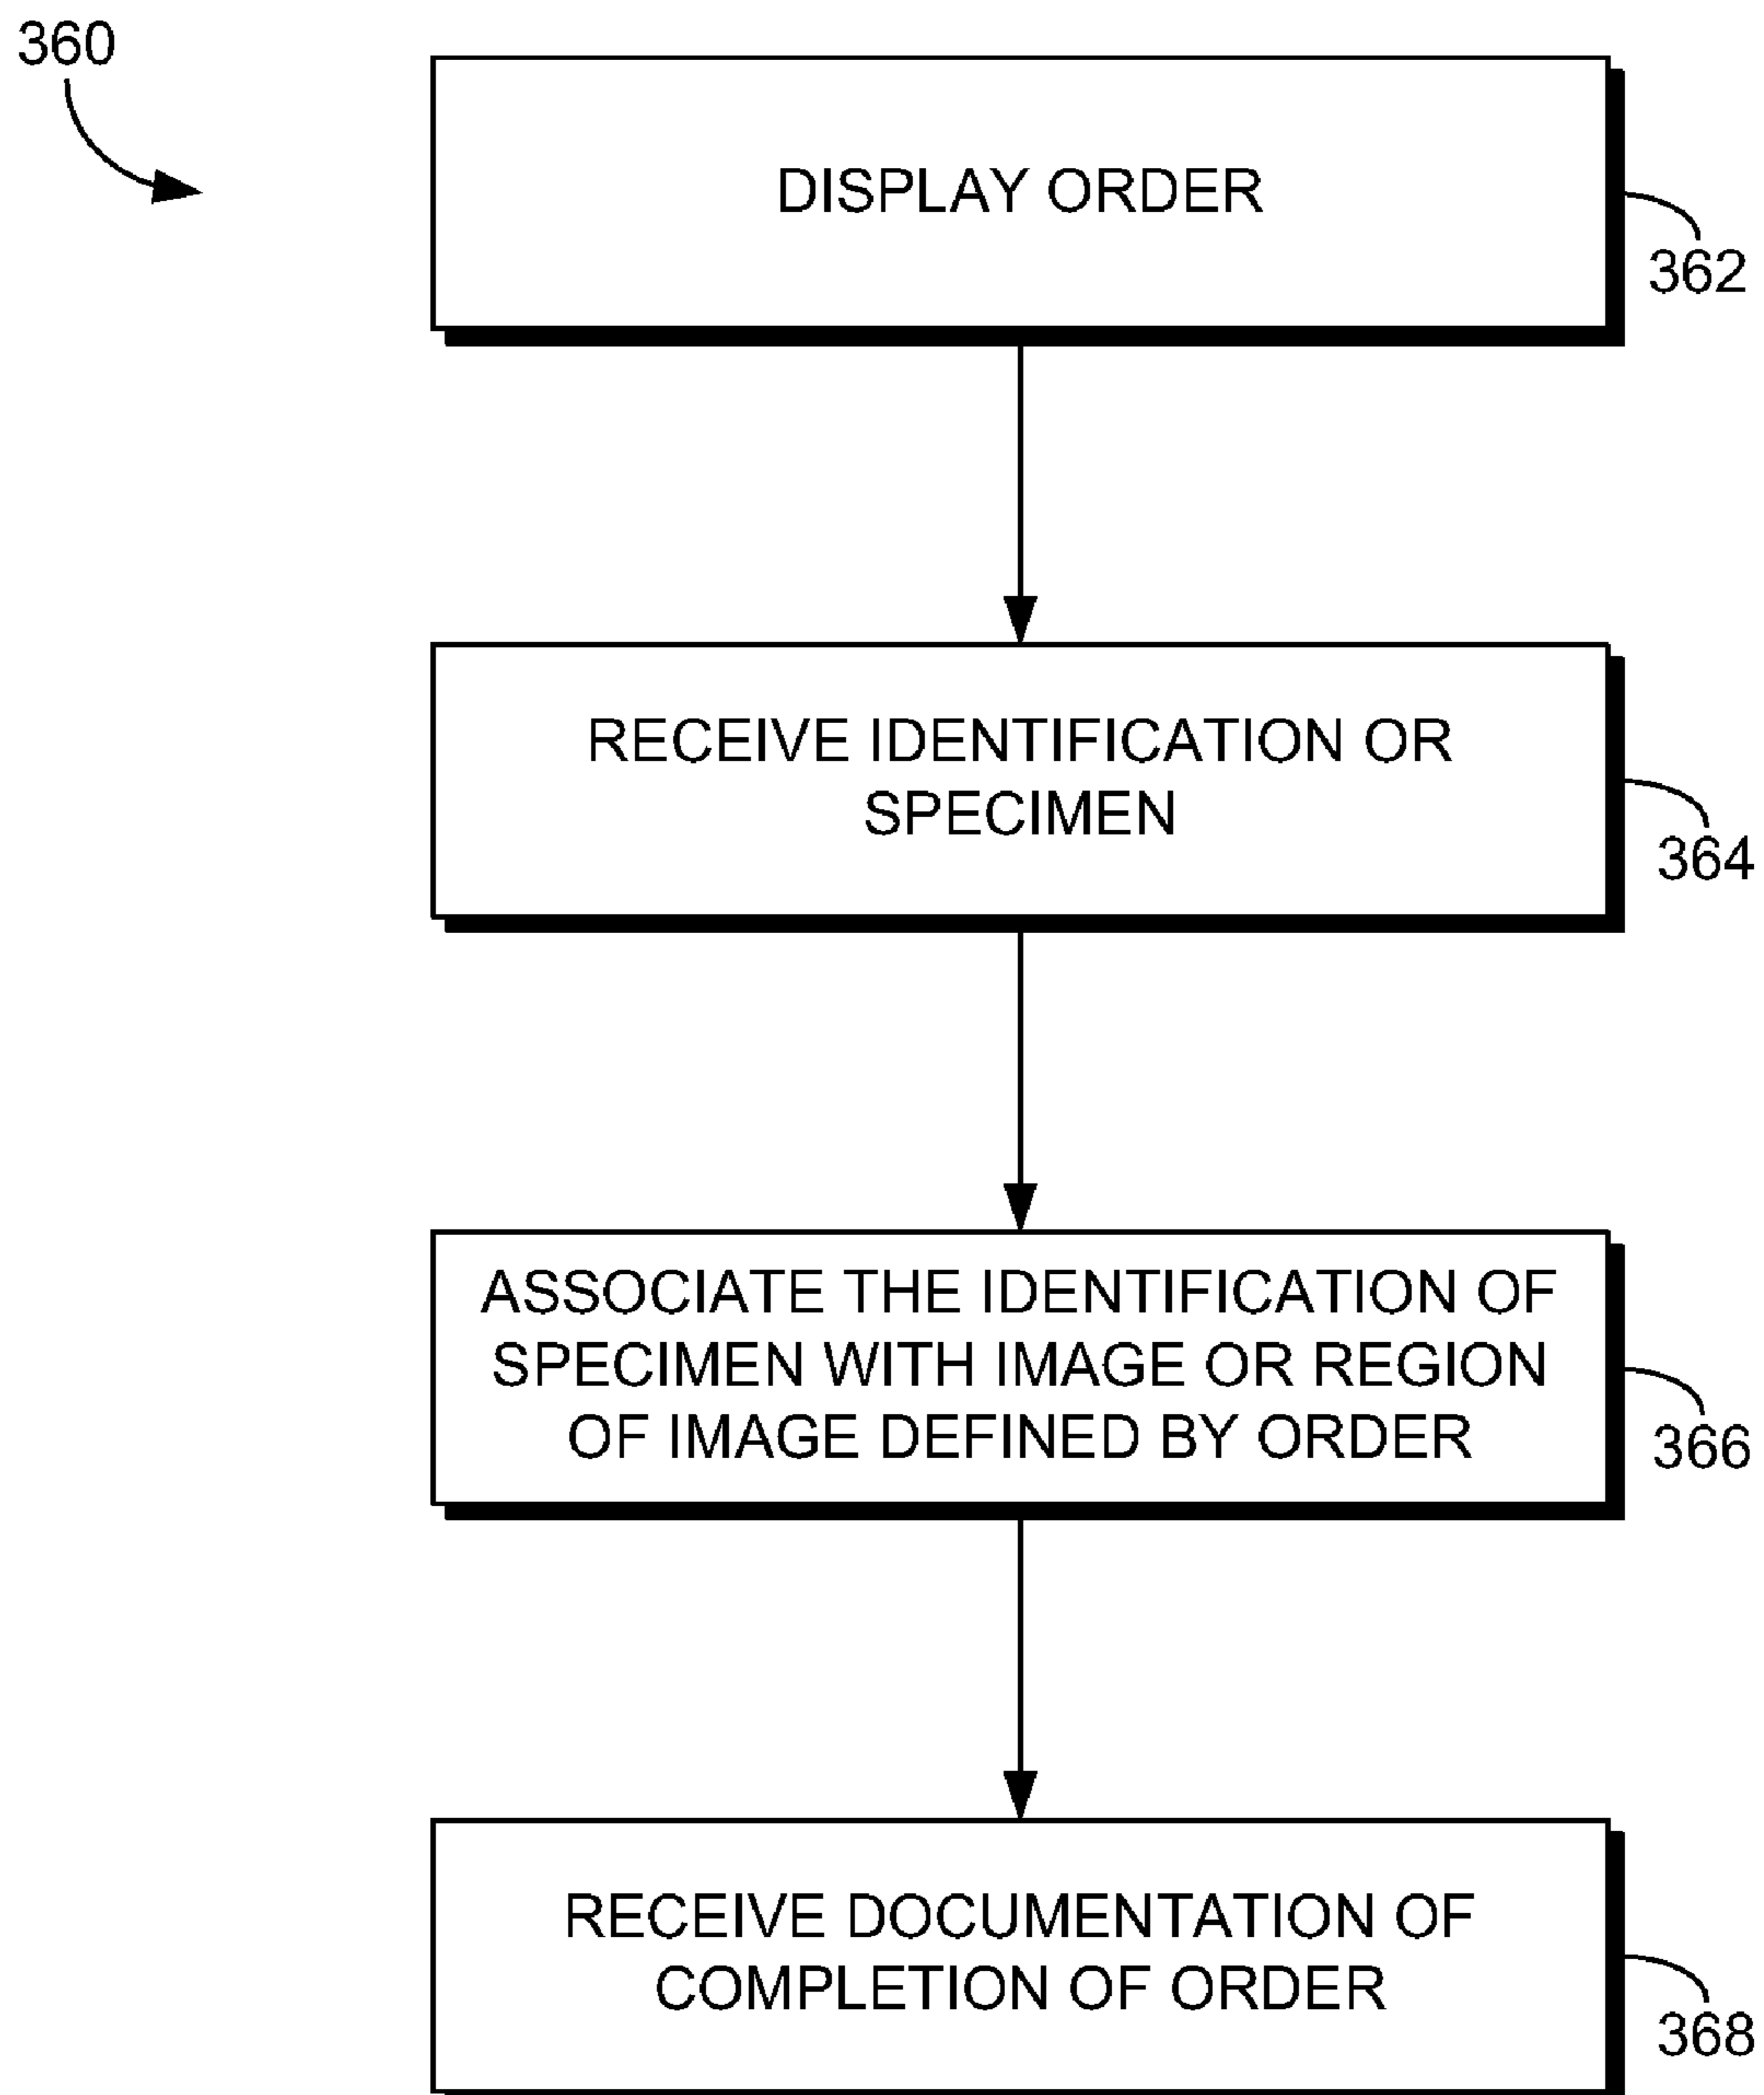 360
DISPLAY ORDER
362
RECEIVE IDENTIFICATION OR
SPECIMEN
364
ASSOCIATE THE IDENTIFICATION OF
SPECIMEN WITH IMAGE OR REGION
OF IMAGE DEFINED BY ORDER
366
RECEIVE DOCUMENTATION OF
COMPLETION OF ORDER
368